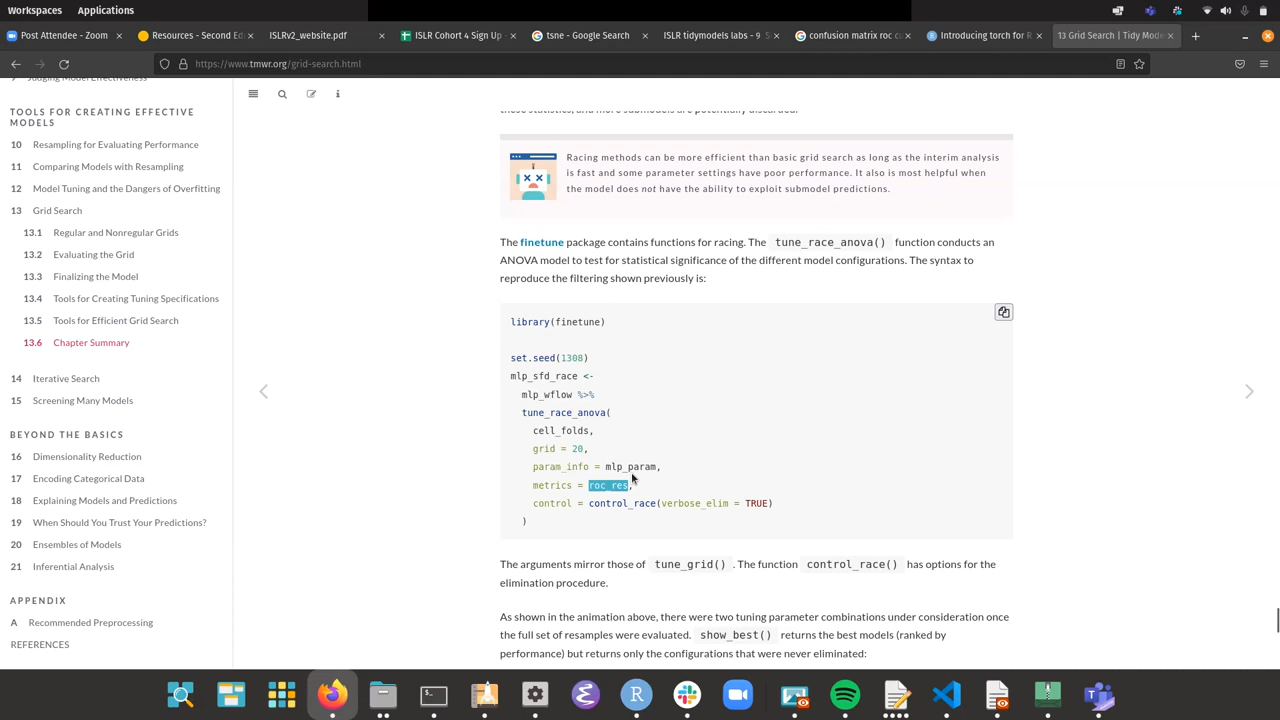 Workspaces Applications
Post Attendee - Zoom
Resources - Second Ed
ISLRv2_website.pdf
ISLR Cohort 4 Sign Up -
tsne - Google Search
ISLR tidymodels labs - 9
confusion matrix roc cu
Introducing torch for R
13 Grid Search | Tidy Mode
https://www.tmwr.org/grid-search.html
Judging Model Effectiveness
TOOLS FOR CREATING EFFECTIVE
MODELS
10 Resampling for Evaluating Performance
11 Comparing Models with Resampling
12 Model Tuning and the Dangers of Overfitting
13 Grid Search
13.1 Regular and Nonregular Grids
13.2 Evaluating the Grid
13.3 Finalizing the Model
13.4 Tools for Creating Tuning Specifications
13.5 Tools for Efficient Grid Search
13.6 Chapter Summary
14 Iterative Search
15 Screening Many Models
BEYOND THE BASICS
16 Dimensionality Reduction
17 Encoding Categorical Data
18 Explaining Models and Predictions
19 When Should You Trust Your Predictions?
20 Ensembles of Models
21 Inferential Analysis
APPENDIX
A Recommended Preprocessing
REFERENCES
these statistics, and more submodels are potentially discarded.
Racing methods can be more efficient than basic grid search as long as the interim analysis
is fast and some parameter settings have poor performance. It also is most helpful when
the model does not have the ability to exploit submodel predictions.
The finetune package contains functions for racing. The tune_race_anova() function conducts an
ANOVA model to test for statistical significance of the different model configurations. The syntax to
reproduce the filtering shown previously is:
library(finetune)
set.seed(1308)
mlp_sfd_race <-
mlp_wflow %>%
tune_race_anova(
cell_folds,
grid = 20,
param_info = mlp_param,
metrics = roc_res,
control = control_race(verbose_elim = TRUE)
)
The arguments mirror those of tune_grid(). The function control_race() has options for the
elimination procedure.
As shown in the animation above, there were two tuning parameter combinations under consideration once
the full set of resamples were evaluated. show_best() returns the best models (ranked by
performance) but returns only the configurations that were never eliminated: